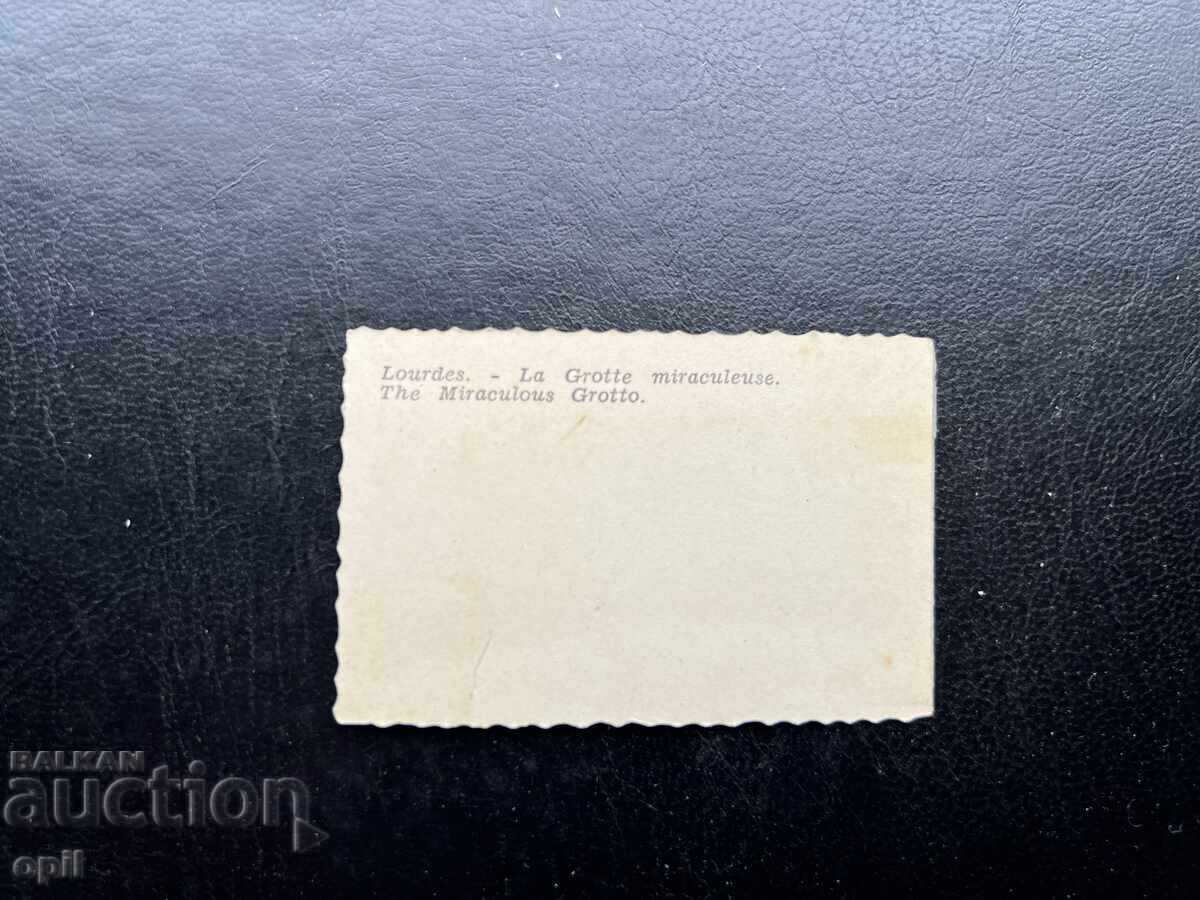 Lourdes. - La Grotte miraculeuse.
The Miraculous Grotto.
BALKAN
auction
opil